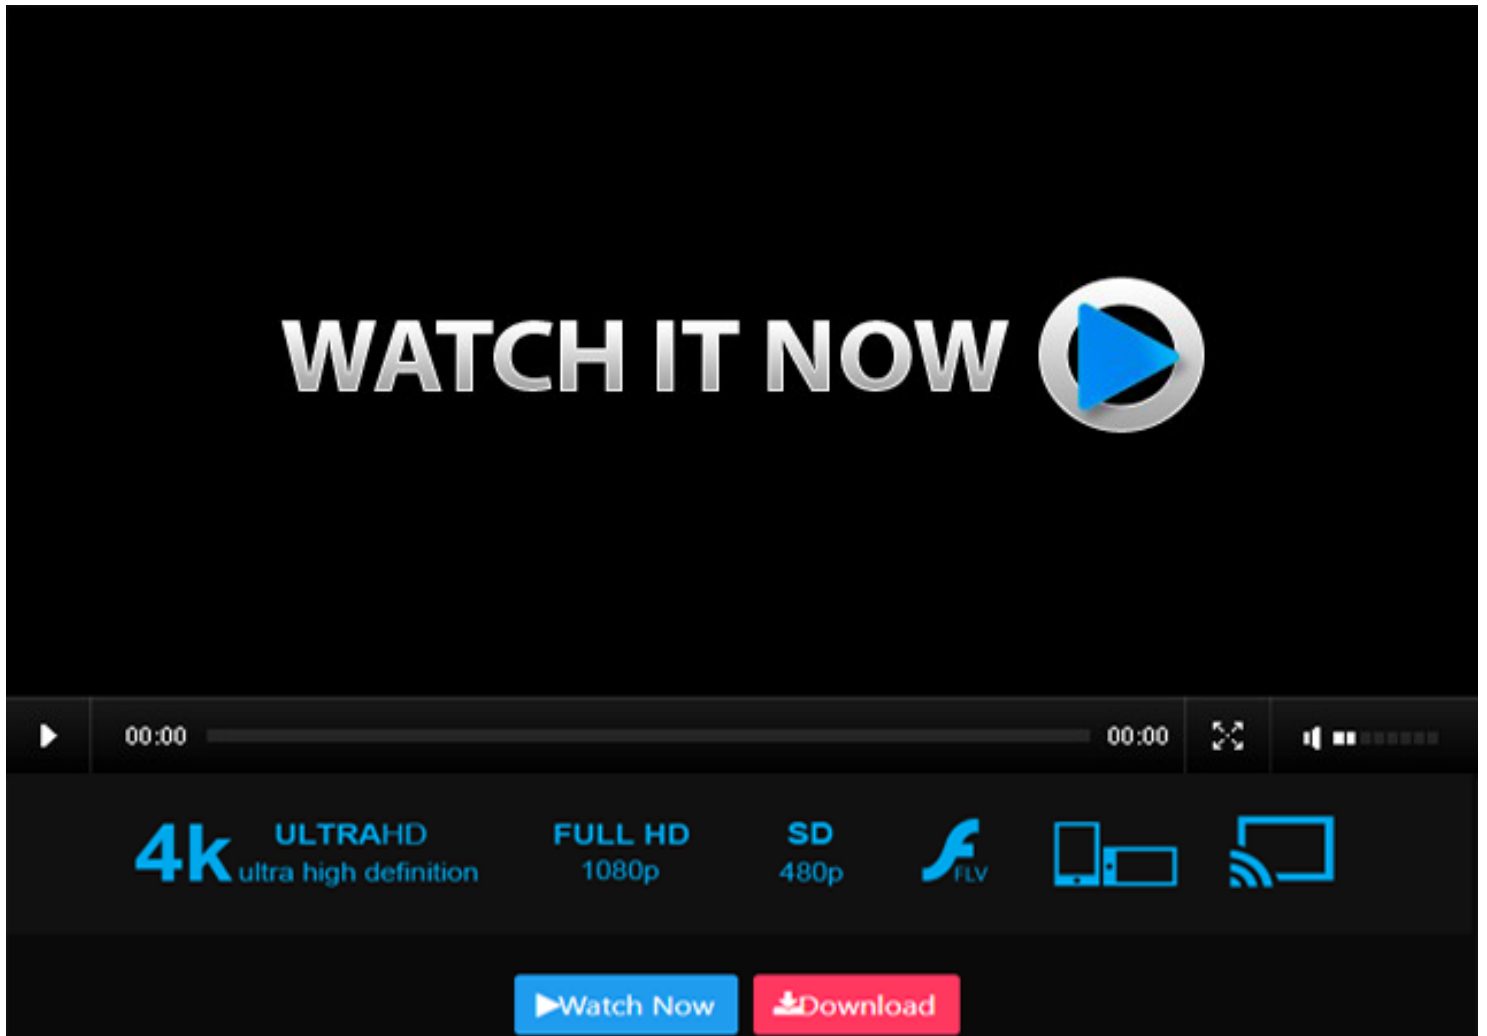 WATCH IT NOW
00:00 00:00
4k ULTRAHD
ultra high definition
FULL HD
1080p
SD
480p
FLV
Watch Now
Download